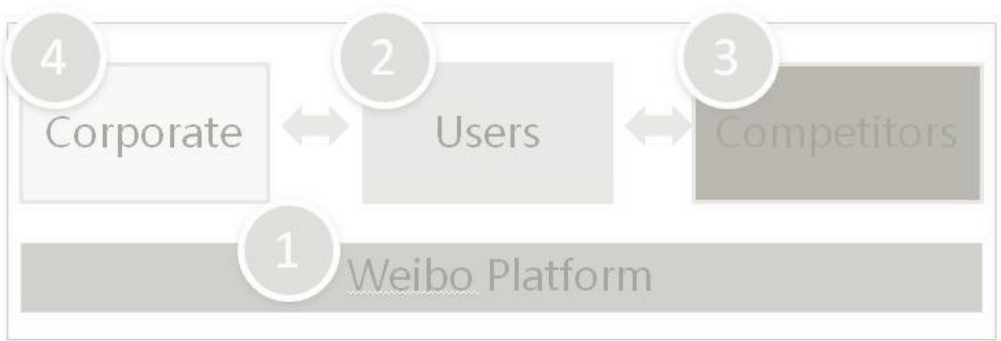 4
2
3
Corporate
Users
Competitors
1
Weibo Platform